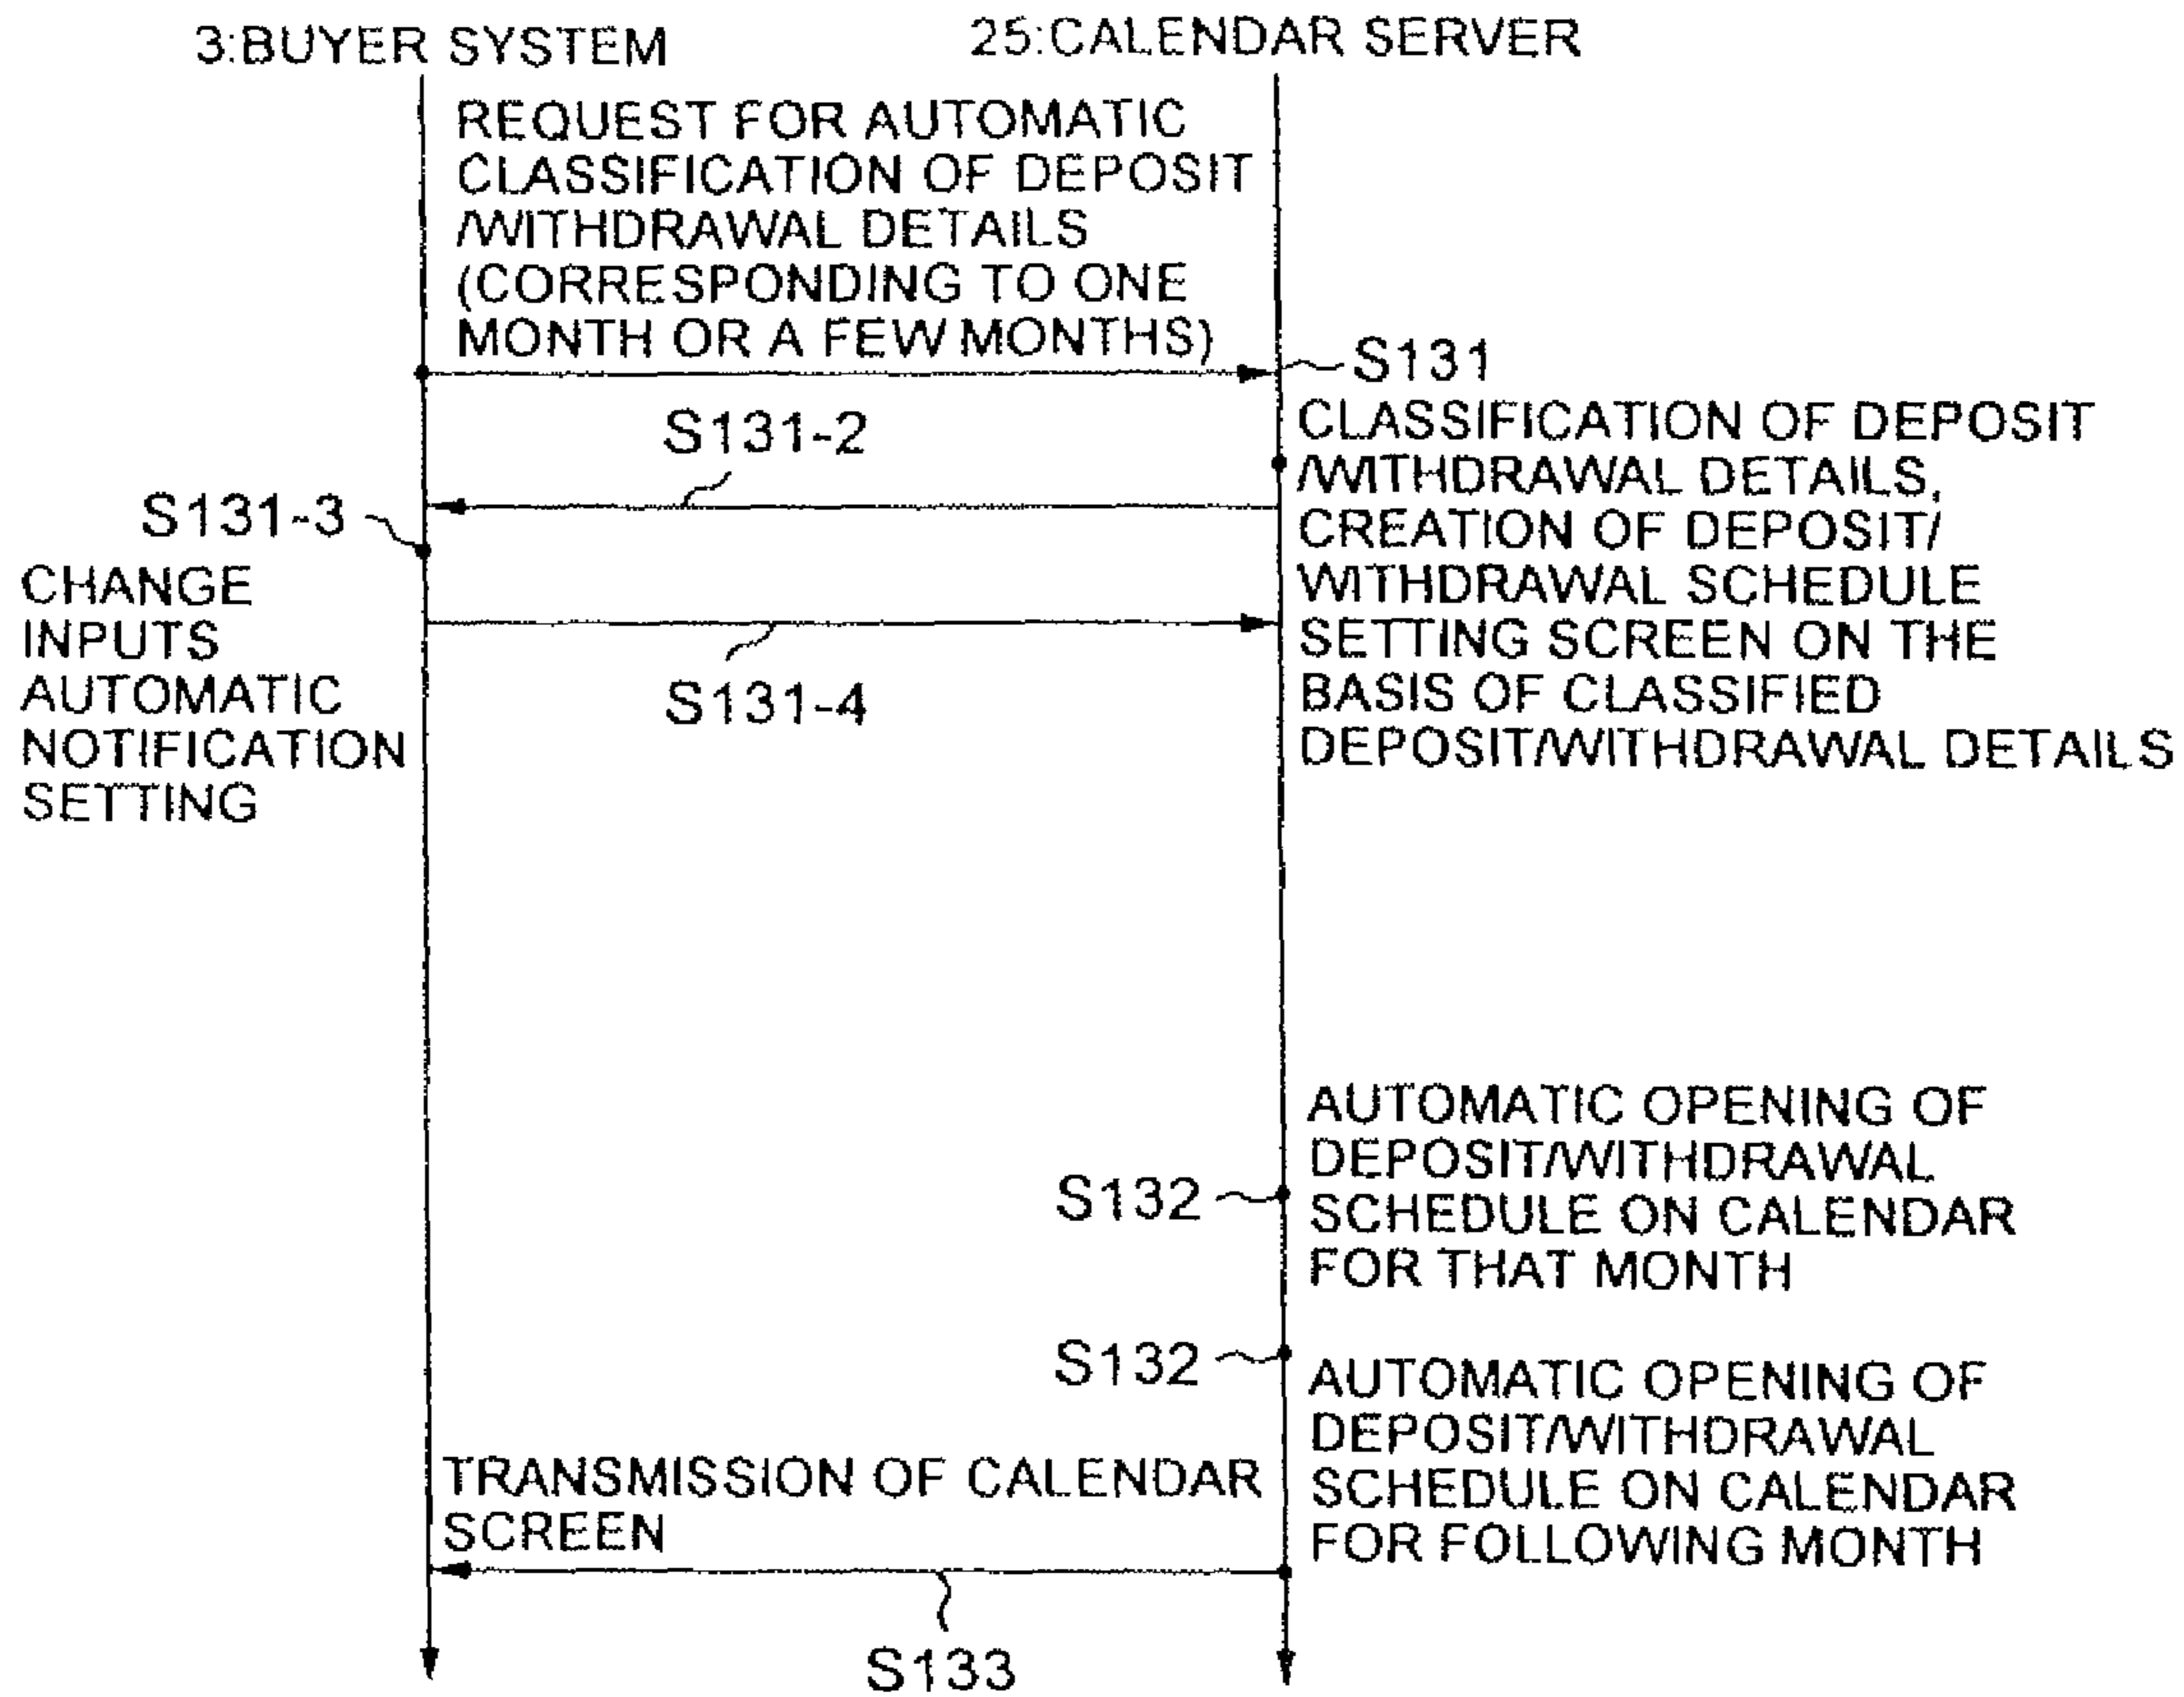 3:BUYER SYSTEM
25:CALENDAR SERVER
REQUEST FOR AUTOMATIC
CLASSIFICATION OF DEPOSIT
/WITHDRAWAL DETAILS
(CORRESPONDING TO ONE
MONTH OR A FEW MONTHS)
S131
CLASSIFICATION OF DEPOSIT
/WITHDRAWAL DETAILS,
CREATION OF DEPOSIT/
WITHDRAWAL SCHEDULE
SETTING SCREEN ON THE
BASIS OF CLASSIFIED
DEPOSIT/WITHDRAWAL DETAILS
S131-2
S131-3
CHANGE
INPUTS
AUTOMATIC
NOTIFICATION
SETTING
S131-4
AUTOMATIC OPENING OF
DEPOSIT/WITHDRAWAL
SCHEDULE ON CALENDAR
FOR THAT MONTH
S132
S132
AUTOMATIC OPENING OF
DEPOSIT/WITHDRAWAL
SCHEDULE ON CALENDAR
FOR FOLLOWING MONTH
TRANSMISSION OF CALENDAR
SCREEN
S133